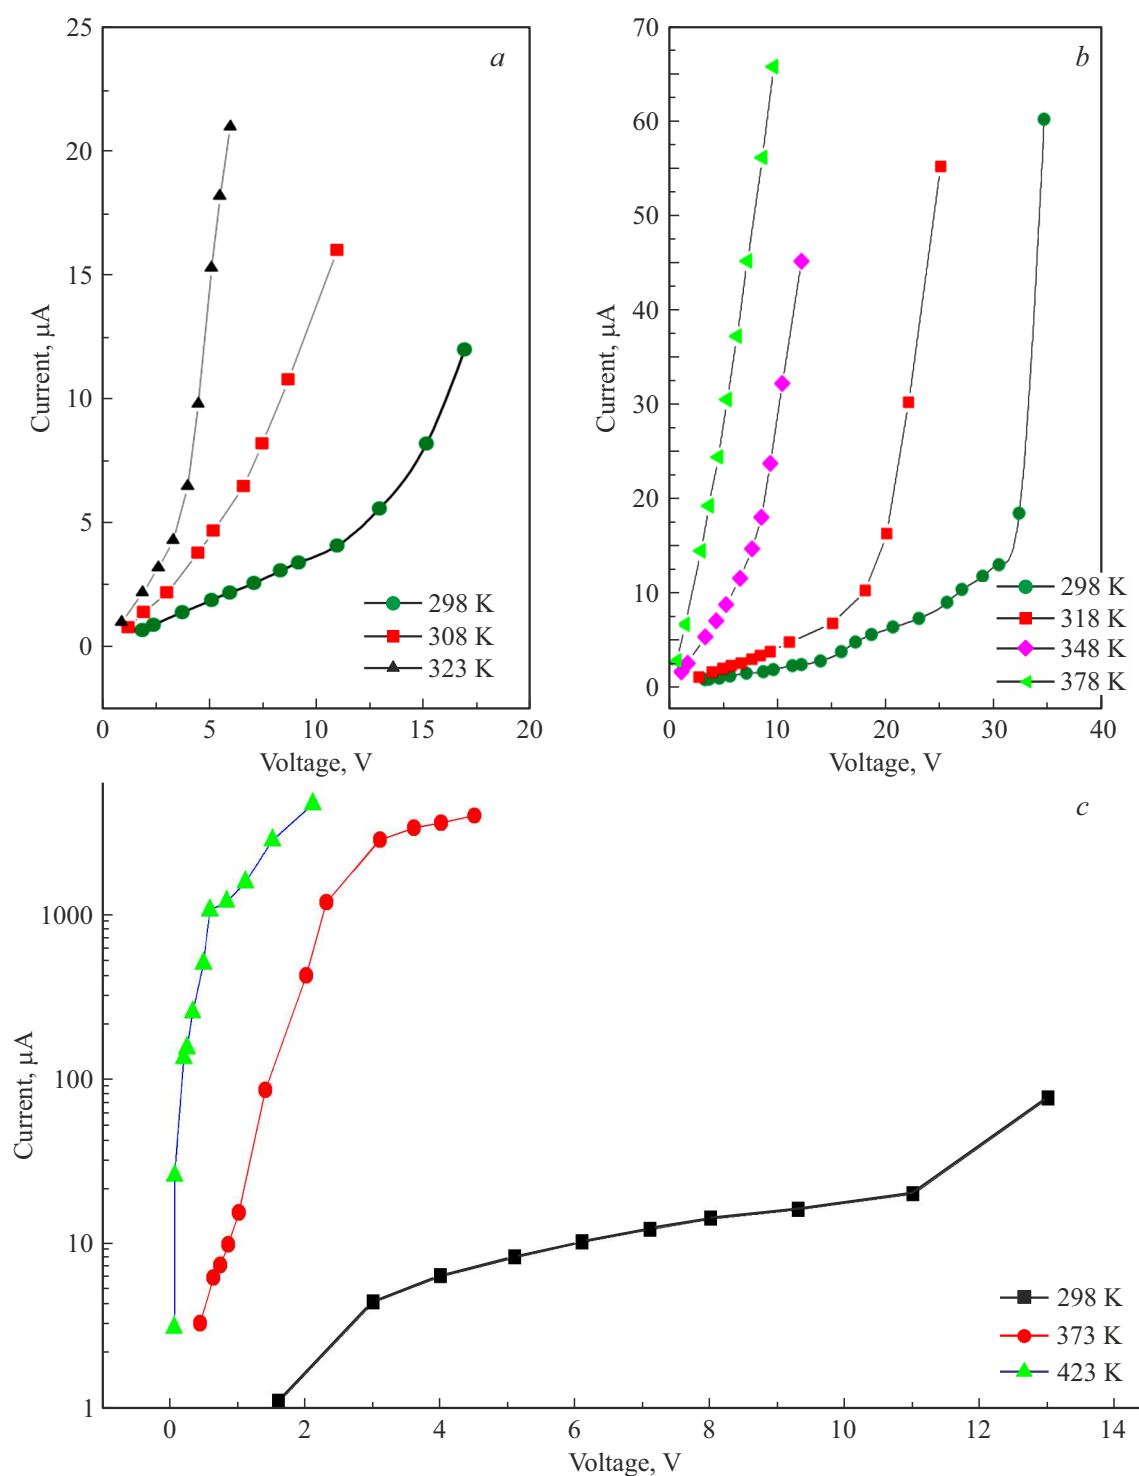 25
20
15
10
5
0
Current, μA
a
298 K
308 K
323 K
0 5 10 15 20
Voltage, V
70
60
50
40
30
20
10
0
Current, μA
b
298 K
318 K
348 K
378 K
0 10 20 30 40
Voltage, V
c
1000
100
10
1
Current, μA
298 K
373 K
423 K
0 2 4 6 8 10 12 14
Voltage, V